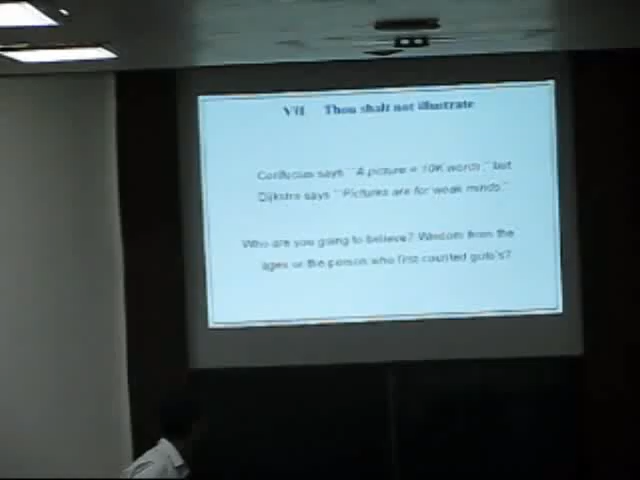 VII Thou shalt not illustrate
Confucius says ``A picture = 10K words,'' but
Dijkstra says ``Pictures are for weak minds.''
Who are you going to believe? Wisdom from the
ages or the person who first counted goto's?